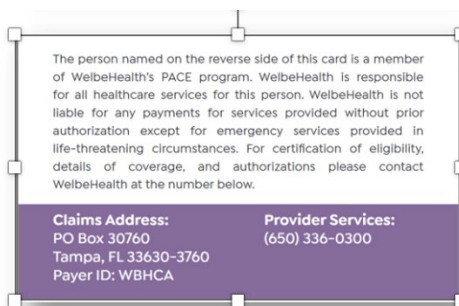 The person named on the reverse side of this card is a member
of WelbeHealth's PACE program. WelbeHealth is responsible
for all healthcare services for this person. WelbeHealth is not
liable for any payments for services provided without prior
authorization except for emergency services provided in
life-threatening circumstances. For certification of eligibility,
details of coverage, and authorizations please contact
WelbeHealth at the number below.
Claims Address:
PO Box 30760
Tampa, FL 33630-3760
Payer ID: WBHCA
Provider Services:
(650) 336-0300